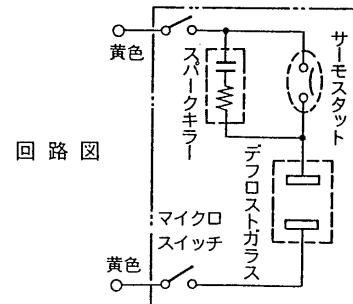 黄色
スパークキラー
サーモスタット
回路図
デフロストガラス
マイクロ
スイッチ
黄色